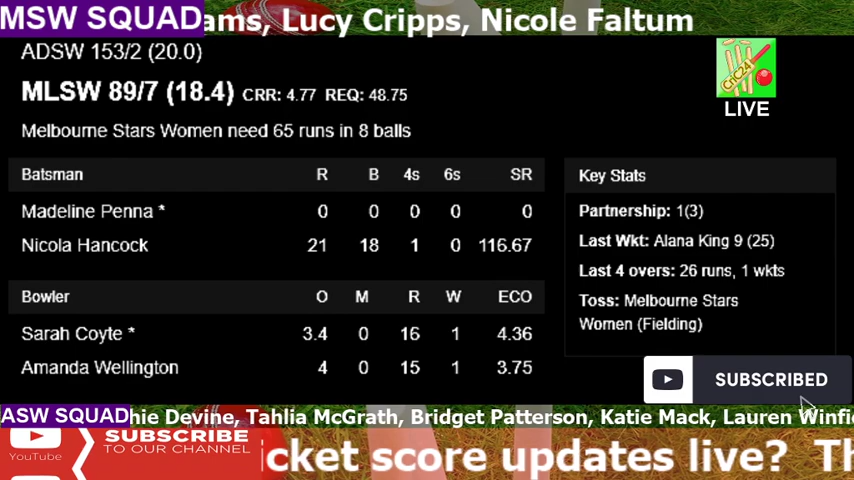 MSW SQUAD ams, Lucy Cripps, Nicole Faltum
ADSW 153/2 (20.0)
MLSW 89/7 (18.4) CRR: 4.77 REQ: 48.75
CriC24
LIVE
Melbourne Stars Women need 65 runs in 8 balls
Batsman R B 4s 6s SR
Madeline Penna * 0 0 0 0 0
Nicola Hancock 21 18 1 0 116.67
Bowler O M R W ECO
Sarah Coyte * 3.4 0 16 1 4.36
Amanda Wellington 4 0 15 1 3.75
Key Stats
Partnership: 1(3)
Last Wkt: Alana King 9 (25)
Last 4 overs: 26 runs, 1 wkts
Toss: Melbourne Stars
Women (Fielding)
SUBSCRIBED
ASW SQUAD hie Devine, Tahlia McGrath, Bridget Patterson, Katie Mack, Lauren Winfie
YouTube
SUBSCRIBE
TO OUR CHANNEL
icket score updates live? Th